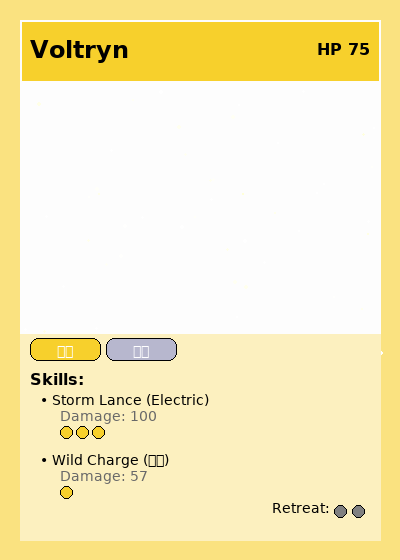 Voltryn
HP 75
Skills:
• Storm Lance (Electric)
Damage: 100
• Wild Charge ()
Damage: 57
Retreat: